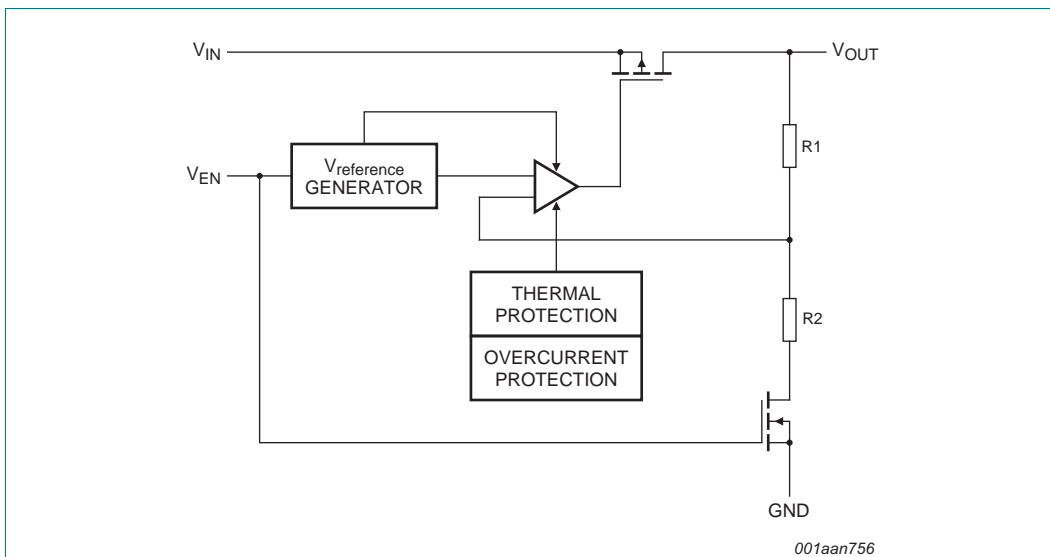 VIN
VOUT
R1
VEN
Vreference
GENERATOR
THERMAL
PROTECTION
R2
OVERCURRENT
PROTECTION
GND
001aan756